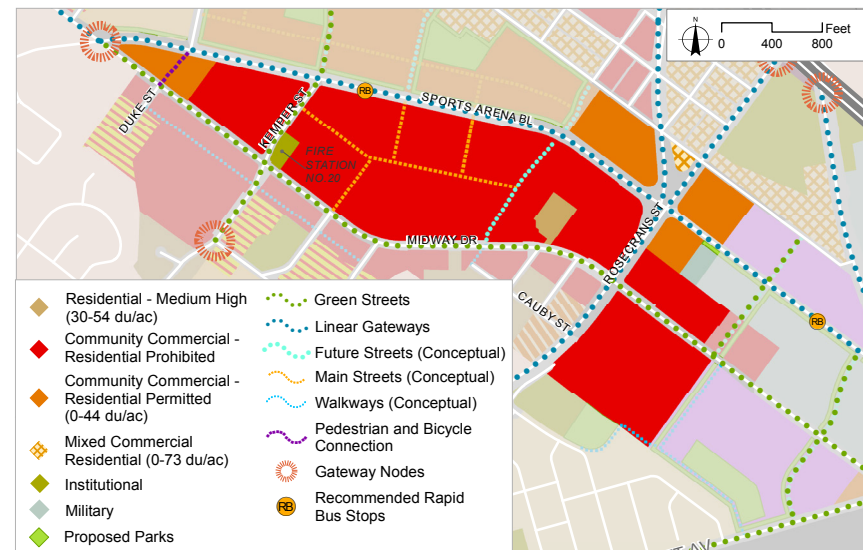 N
Feet
0 400 800
RB
SPORTS ARENA BL
DUKE ST
KEMPER ST
FIRE
STATION
NO.20
MIDWAY DR
ROSECRANS ST
CAUBY ST
RB
Residential - Medium High
(30-54 du/ac)
Community Commercial -
Residential Prohibited
Community Commercial -
Residential Permitted
(0-44 du/ac)
Mixed Commercial
Residential (0-73 du/ac)
Institutional
Military
Proposed Parks
Green Streets
Linear Gateways
Future Streets (Conceptual)
Main Streets (Conceptual)
Walkways (Conceptual)
Pedestrian and Bicycle
Connection
Gateway Nodes
RB
Recommended Rapid
Bus Stops
AV